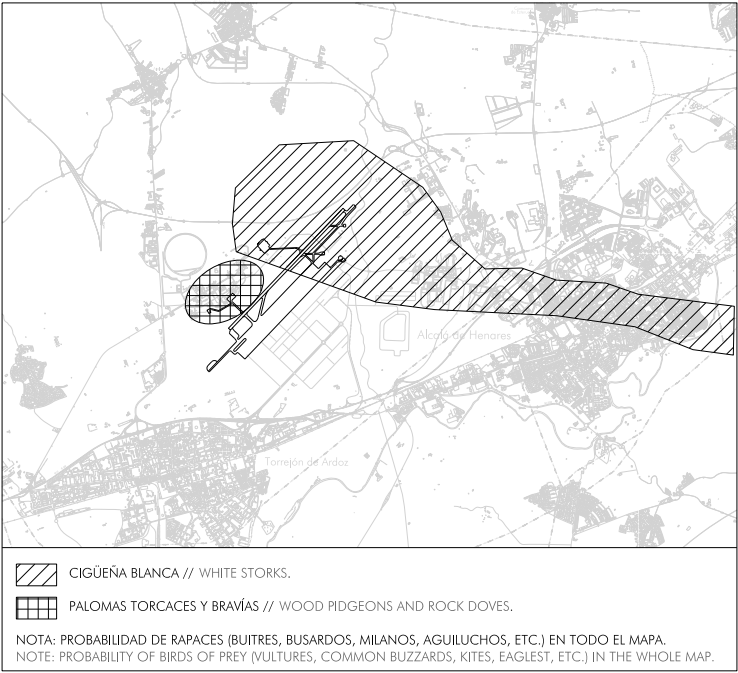 Alcalá de Henares
Torrejón de Ardoz
CIGÜEÑA BLANCA // WHITE STORKS.
PALOMAS TORCACES Y BRAVÍAS // WOOD PIDGEONS AND ROCK DOVES.
NOTA: PROBABILIDAD DE RAPACES (BUITRES, BUSARDOS, MILANOS, AGUILUCHOS, ETC.) EN TODO EL MAPA.
NOTE: PROBABILITY OF BIRDS OF PREY (VULTURES, COMMON BUZZARDS, KITES, EAGLEST, ETC.) IN THE WHOLE MAP.